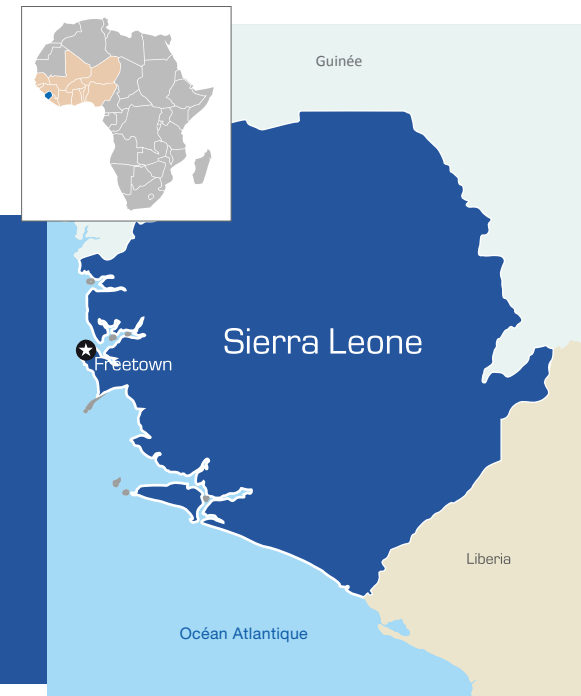 Guinée
Sierra Leone
Freetown
Liberia
Océan Atlantique